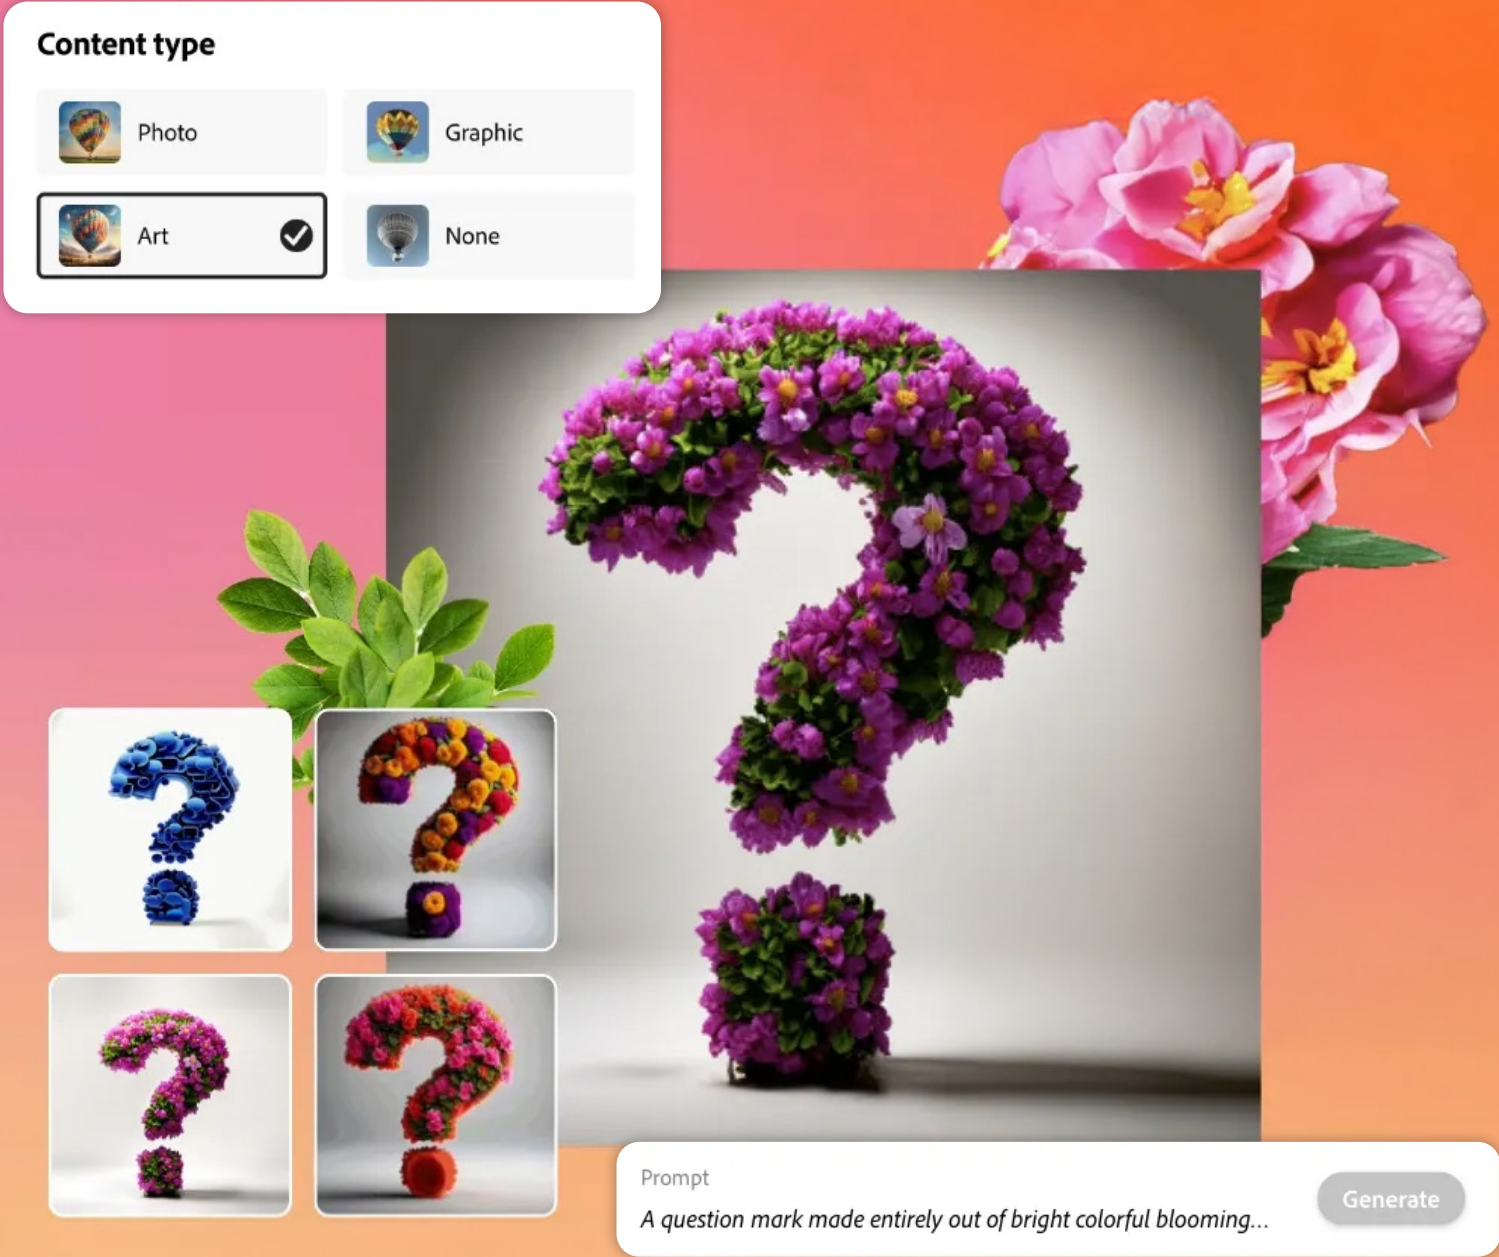 Content type
Photo
Graphic
Art
None
Prompt
A question mark made entirely out of bright colorful blooming...
Generate